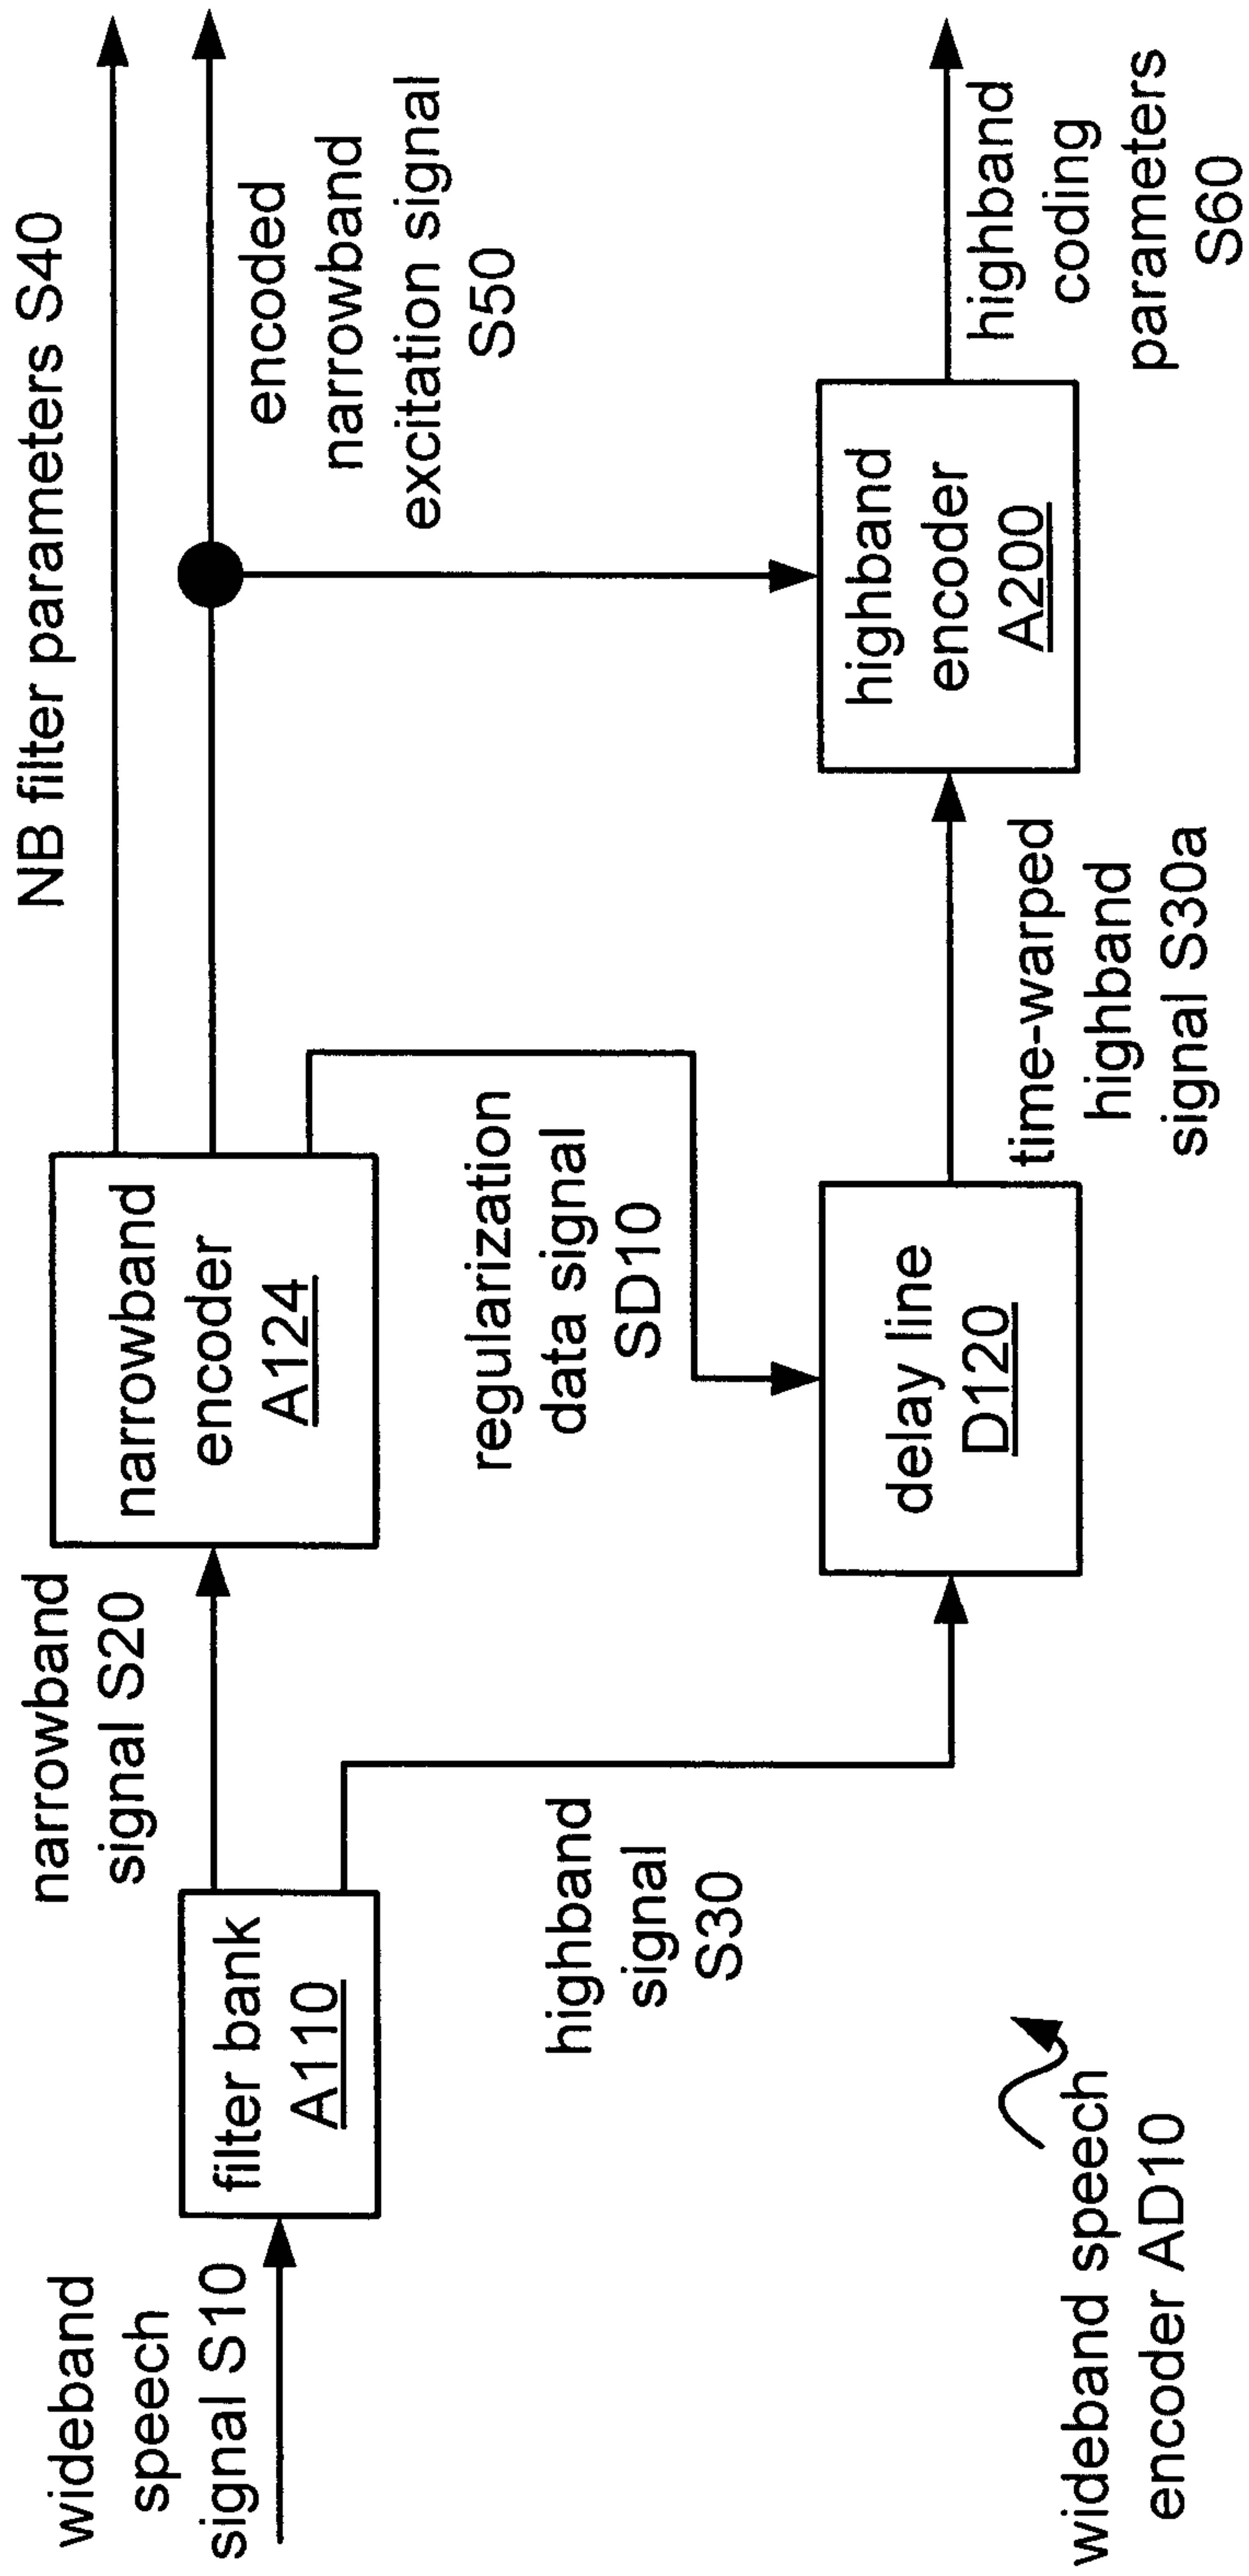 wideband
speech
signal S10
filter bank
A110
narrowband
signal S20
highband
signal
S30
narrowband
encoder
A124
regularization
data signal
SD10
delay line
D120
NB filter parameters S40
encoded
narrowband
excitation signal
S50
time-warped
highband
signal S30a
highband
encoder
A200
highband
coding
parameters
S60
wideband speech
encoder AD10